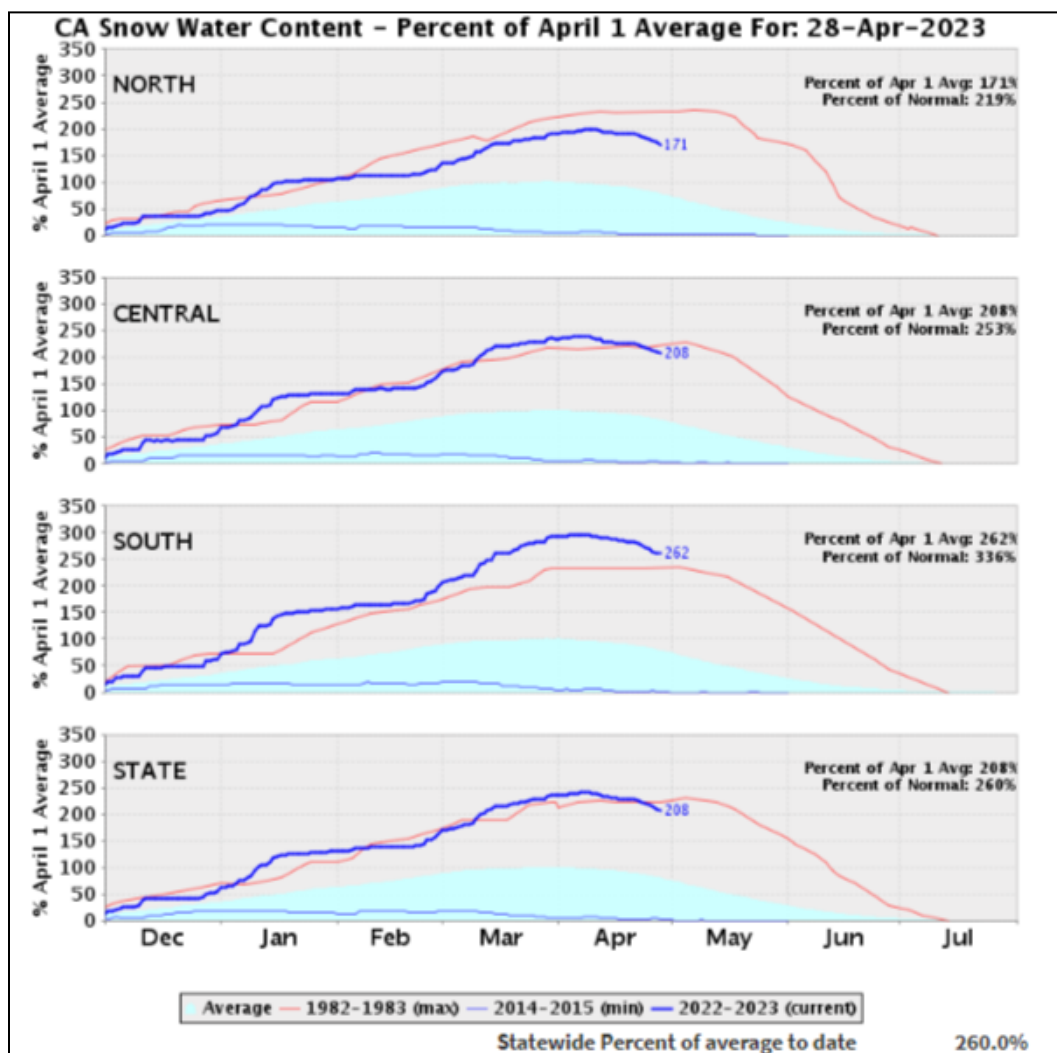 CA Snow Water Content - Percent of April 1 Average For: 28-Apr-2023
350
300
250
200
150
100
50
0
% April 1 Average
NORTH
Percent of Apr 1 Avg: 171%
Percent of Normal: 219%
171
350
300
250
200
150
100
50
0
% April 1 Average
CENTRAL
Percent of Apr 1 Avg: 208%
Percent of Normal: 253%
208
350
300
250
200
150
100
50
0
% April 1 Average
SOUTH
Percent of Apr 1 Avg: 262%
Percent of Normal: 336%
262
350
300
250
200
150
100
50
0
% April 1 Average
STATE
Percent of Apr 1 Avg: 208%
Percent of Normal: 260%
208
Dec Jan Feb Mar Apr May Jun Jul
Average 1982-1983 (max) 2014-2015 (min) 2022-2023 (current)
Statewide Percent of average to date 260.0%